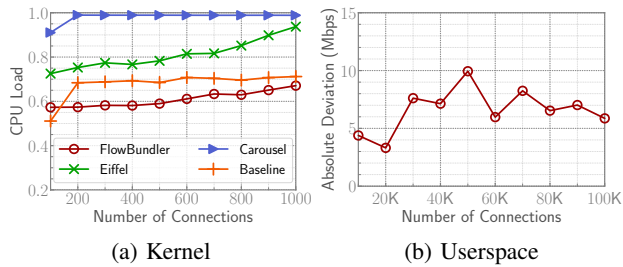 1.0
0.8
0.6
0.4
0.2
CPU Load
FlowBundler
Eiffel
Carousel
Baseline
200 400 600 800 1000
Number of Connections
(a) Kernel
15
10
5
0
Absolute Deviation (Mbps)
20K 40K 60K 80K 100K
Number of Connections
(b) Userspace